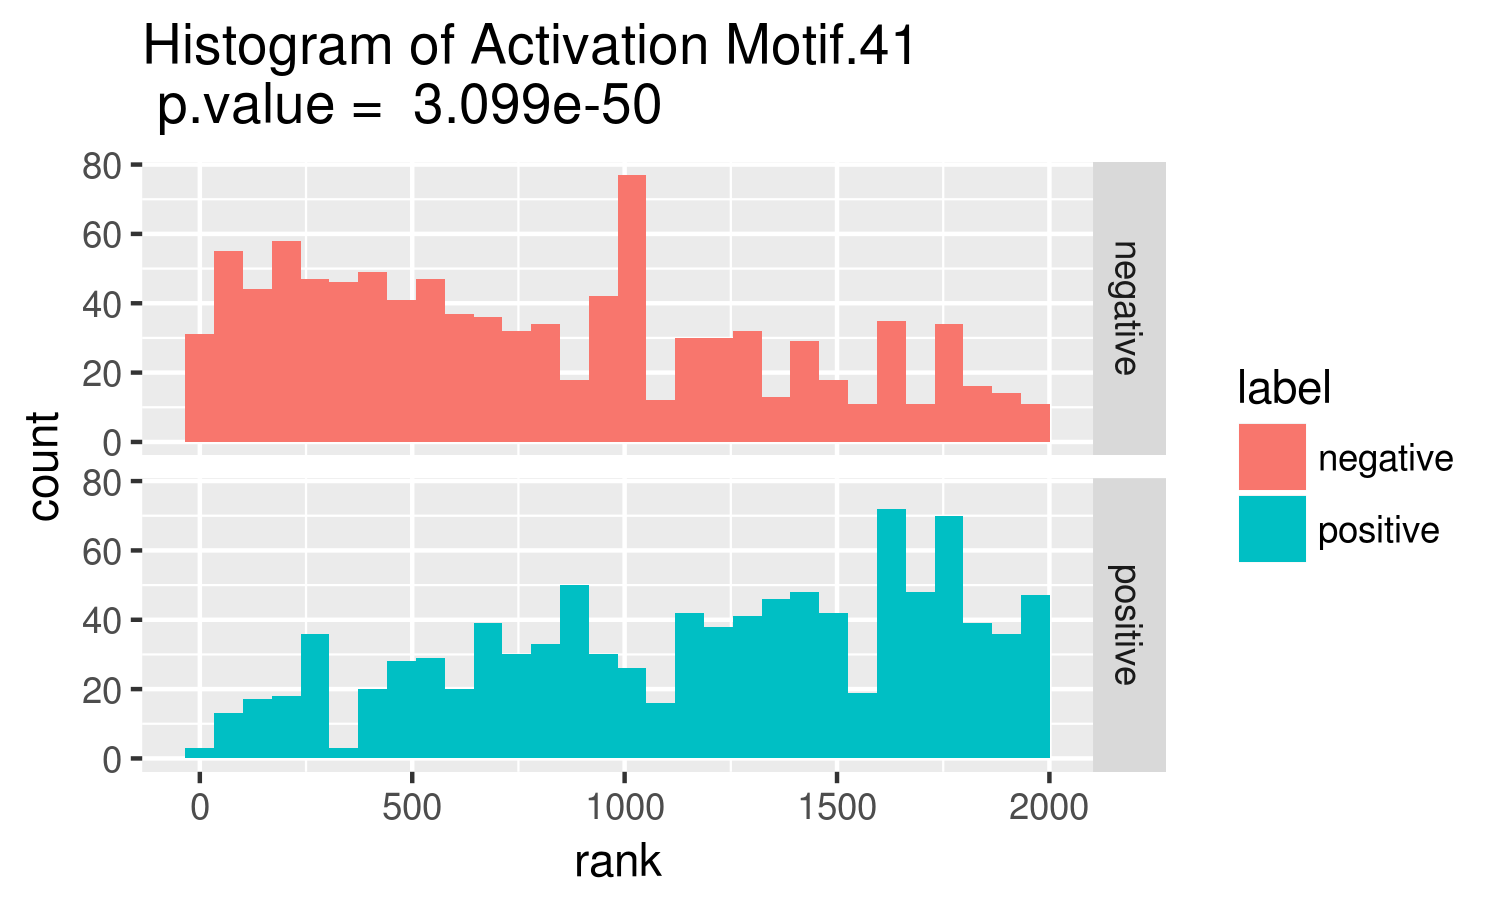 Histogram of Activation Motif.41
p.value = 3.099e-50
count
80
60
40
20
0
negative
80
60
40
20
0
positive
0 500 1000 1500 2000
rank
label
negative
positive